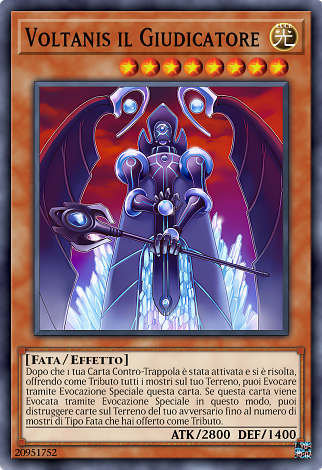 Voltanis il Giudicatore
光
[Fata/Effetto]
Dopo che 1 tua Carta Contro-Trappola è stata attivata e si è risolta,
offrendo come Tributo tutti i mostri sul tuo Terreno, puoi Evocare
tramite Evocazione Speciale questa carta. Se questa carta viene
Evocata tramite Evocazione Speciale in questo modo, puoi
distruggere carte sul Terreno del tuo avversario fino al numero di
mostri di Tipo Fata che hai offerto come Tributo.
ATK/2800 DEF/1400
20951752